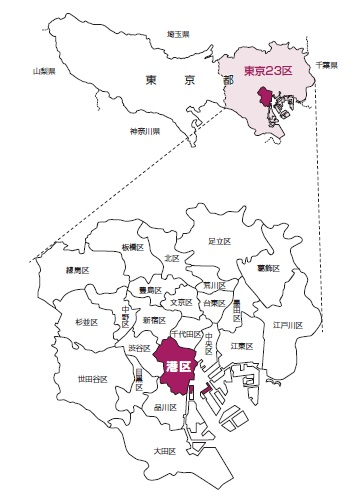 埼玉県
山梨県
東京都
東京23区
千葉県
神奈川県
足立区
板橋区
北区
葛飾区
練馬区
豊島区
荒川区
文京区
台東区
墨田区
杉並区
中野区
新宿区
千代田区
中央区
江戸川区
渋谷区
江東区
世田谷区
目黒区
港区
品川区
大田区